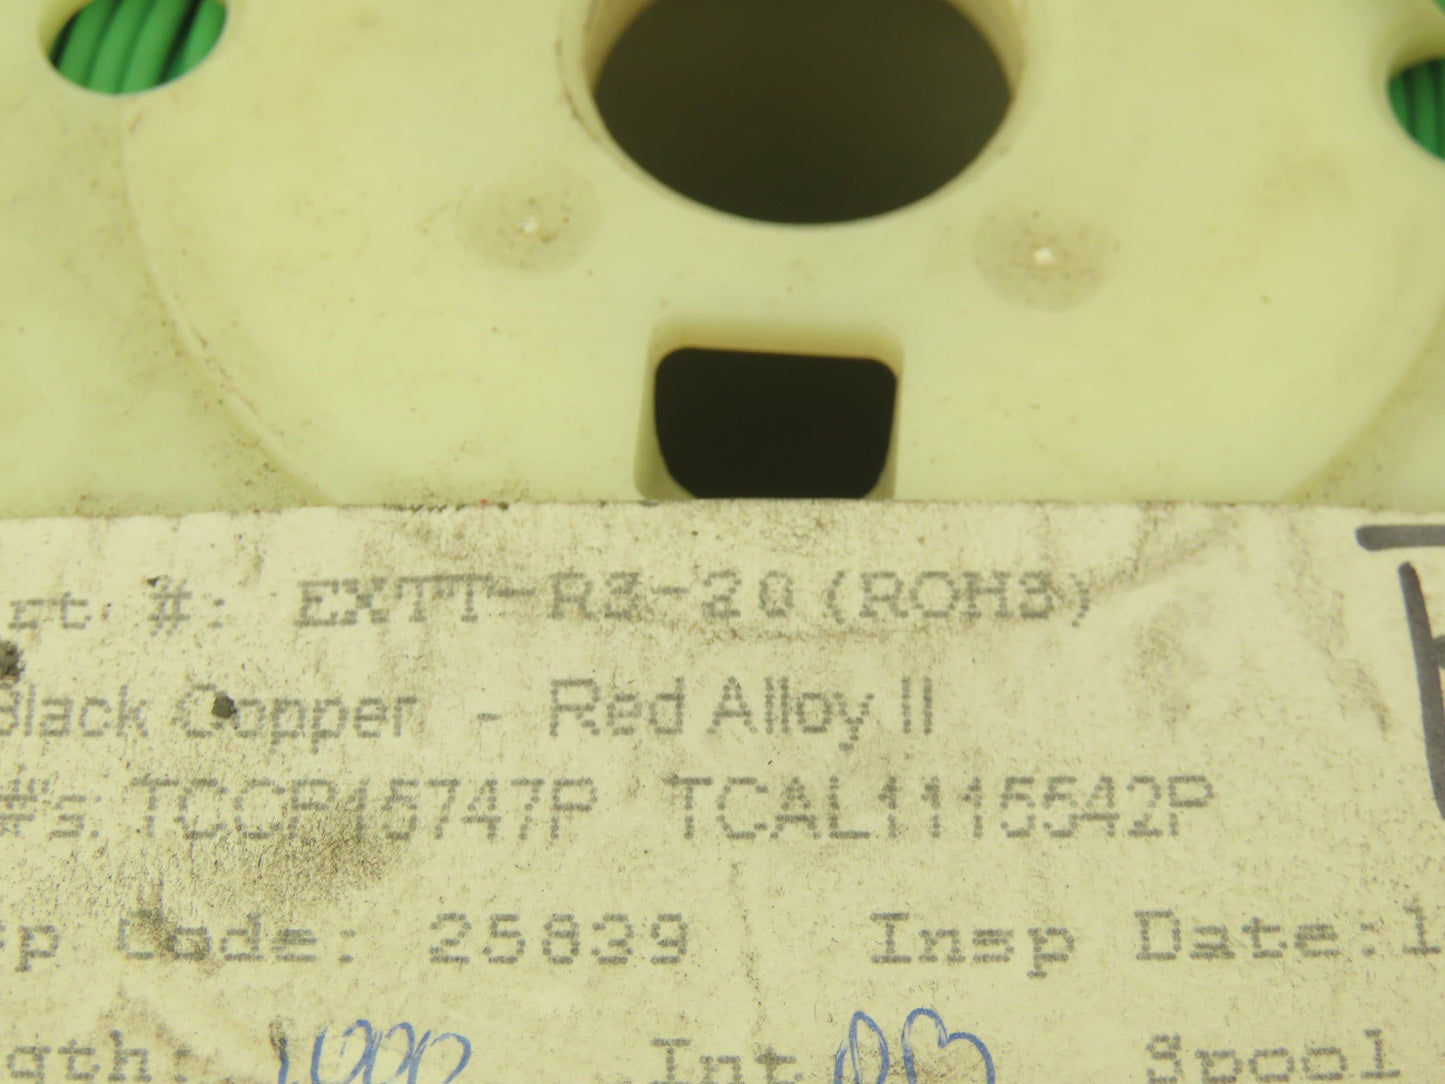 rt #: EXTT-R3-20 (ROHS)
Black Copper - Red Alloy II
#'s: TCCP15747P TCAL1115542P
Code: 25839 Insp Date:1
gth: 1000 Int Spool